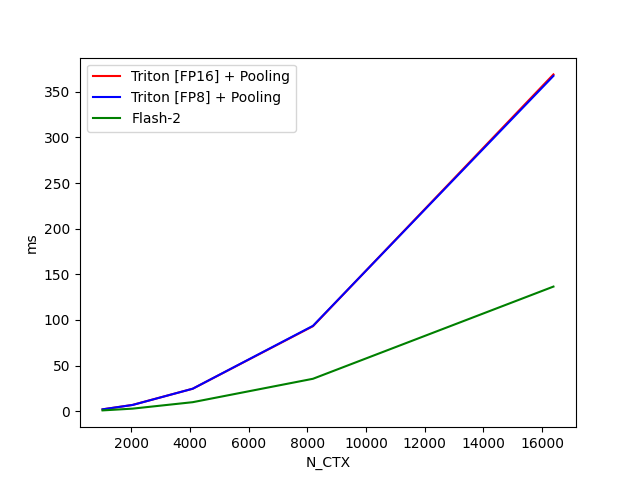 Triton [FP16] + Pooling
Triton [FP8] + Pooling
Flash-2
ms
350
300
250
200
150
100
50
0
2000 4000 6000 8000 10000 12000 14000 16000
N_CTX